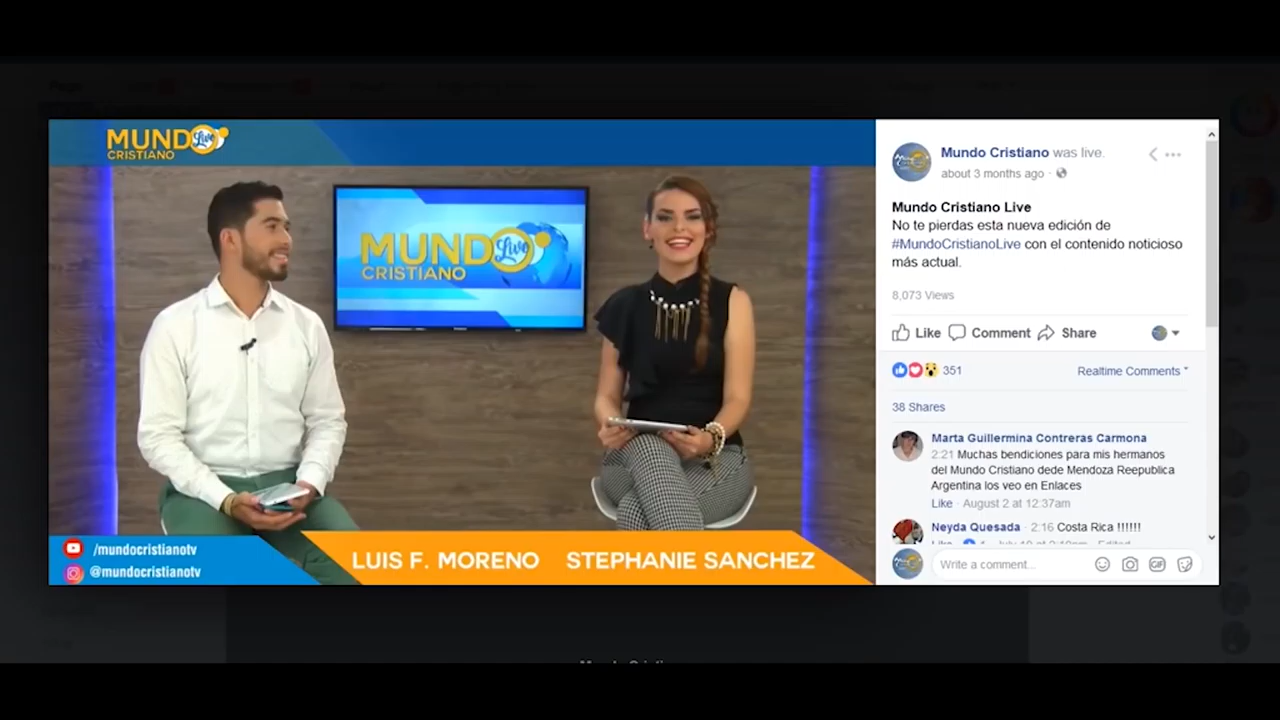 MUNDO Live
CRISTIANO
MUNDO Live
CRISTIANO
/mundocristianotv
@mundocristianotv
LUIS F. MORENO STEPHANIE SANCHEZ
Mundo Cristiano was live.
about 3 months ago ·
Mundo Cristiano Live
No te pierdas esta nueva edición de
#MundoCristianoLive con el contenido noticioso
más actual.
8,073 Views
Like Comment Share
351
Realtime Comments
38 Shares
Marta Guillermina Contreras Carmona
2:21 Muchas bendiciones para mis hermanos
del Mundo Cristiano dede Mendoza Reepublica
Argentina los veo en Enlaces
Like · August 2 at 12:37am
Neyda Quesada · 2:16 Costa Rica !!!!!!
Write a comment...
GIF